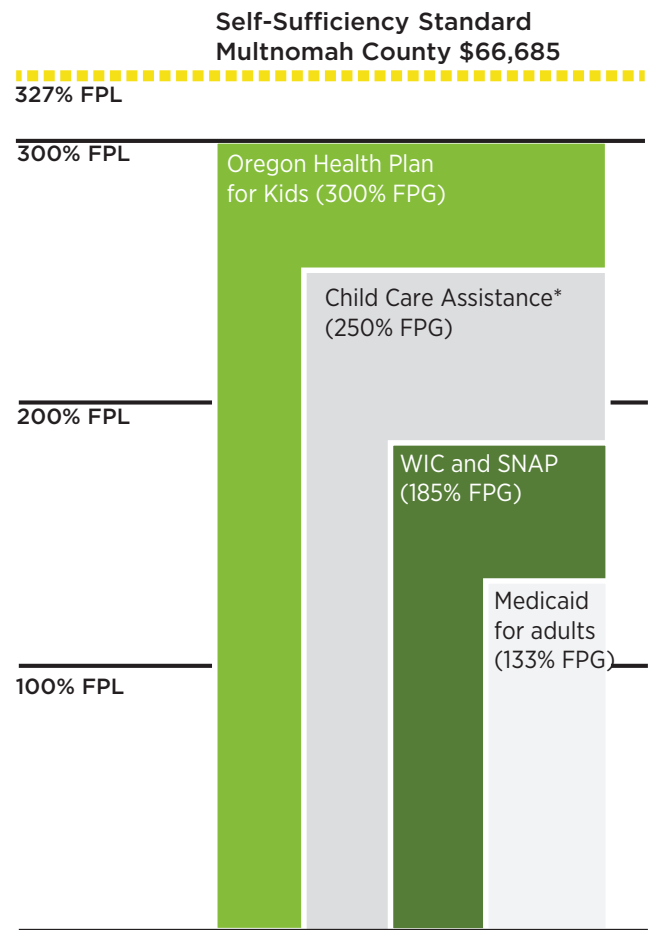 Self-Sufficiency Standard
Multnomah County $66,685
327% FPL
300% FPL
Oregon Health Plan
for Kids (300% FPG)
Child Care Assistance*
(250% FPG)
200% FPL
WIC and SNAP
(185% FPG)
Medicaid
for adults
(133% FPG)
100% FPL